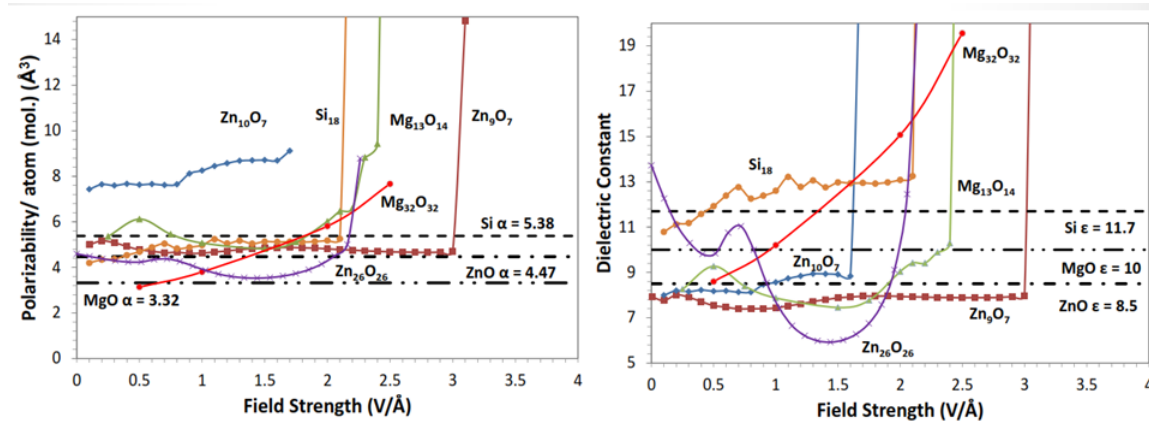 Polarizability/ atom (mol.) (Å³)
14
12
10
8
6
4
2
0
Zn₁₀O₇
Si₁₈
Mg₁₃O₁₄
Zn₉O₇
Mg₃₂O₃₂
Si α = 5.38
ZnO α = 4.47
Zn₂₆O₂₆
MgO α = 3.32
0 0.5 1 1.5 2 2.5 3 3.5 4
Field Strength (V/Å)
Dielectric Constant
19
17
15
13
11
9
7
5
Mg₃₂O₃₂
Si₁₈
Mg₁₃O₁₄
Si ε = 11.7
Zn₁₀O₇
MgO ε = 10
ZnO ε = 8.5
Zn₉O₇
Zn₂₆O₂₆
0 0.5 1 1.5 2 2.5 3 3.5 4
Field Strength (V/Å)